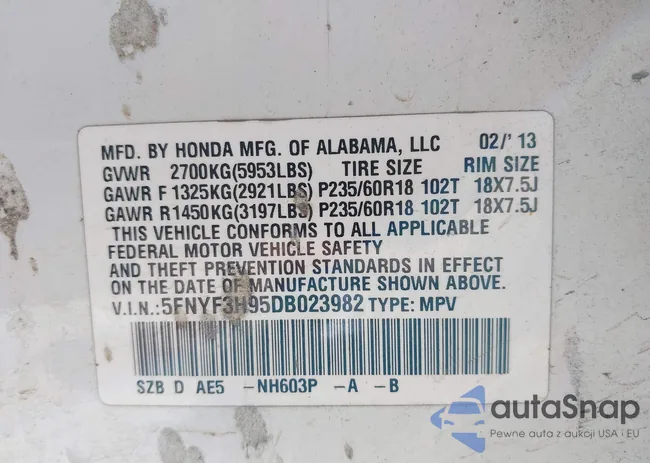 MFD. BY HONDA MFG. OF ALABAMA, LLC 02/'13
GVWR 2700KG(5953LBS) TIRE SIZE RIM SIZE
GAWR F 1325KG(2921LBS) P235/60R18 102T 18X7.5J
GAWR R1450KG(3197LBS) P235/60R18 102T 18X7.5J
THIS VEHICLE CONFORMS TO ALL APPLICABLE
FEDERAL MOTOR VEHICLE SAFETY
AND THEFT PREVENTION STANDARDS IN EFFECT
ON THE DATE OF MANUFACTURE SHOWN ABOVE.
V.I.N.:5FNYF3H95DB023982 TYPE: MPV
SZB D AE5 -NH603P -A -B
autaSnap
Pewne auta z aukcji USA i EU